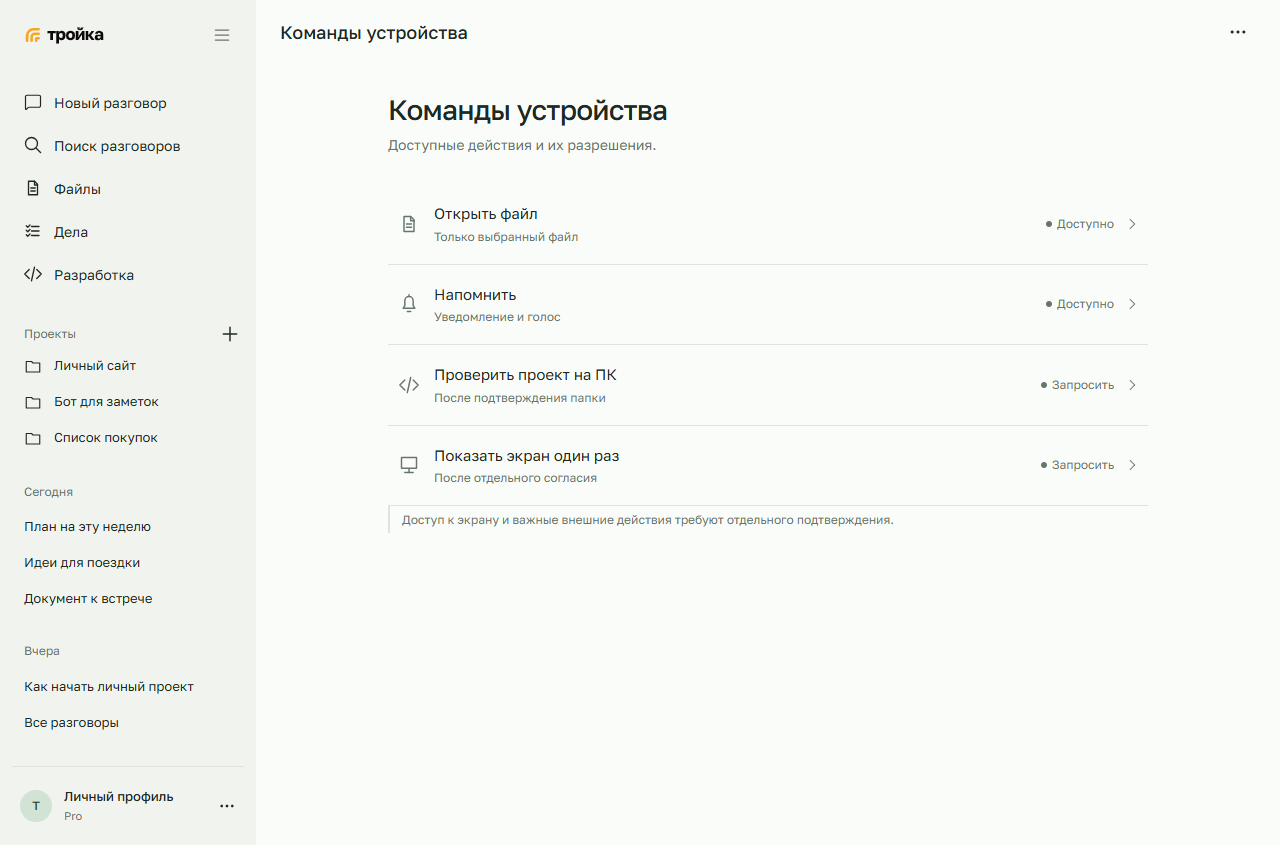 тройка
Новый разговор
Поиск разговоров
Файлы
Дела
Разработка
Проекты
Личный сайт
Бот для заметок
Список покупок
Сегодня
План на эту неделю
Идеи для поездки
Документ к встрече
Вчера
Как начать личный проект
Все разговоры
Т
Личный профиль
Pro
Команды устройства
Команды устройства
Доступные действия и их разрешения.
Открыть файл
Только выбранный файл
Доступно
Напомнить
Уведомление и голос
Доступно
Проверить проект на ПК
После подтверждения папки
Запросить
Показать экран один раз
После отдельного согласия
Запросить
Доступ к экрану и важные внешние действия требуют отдельного подтверждения.